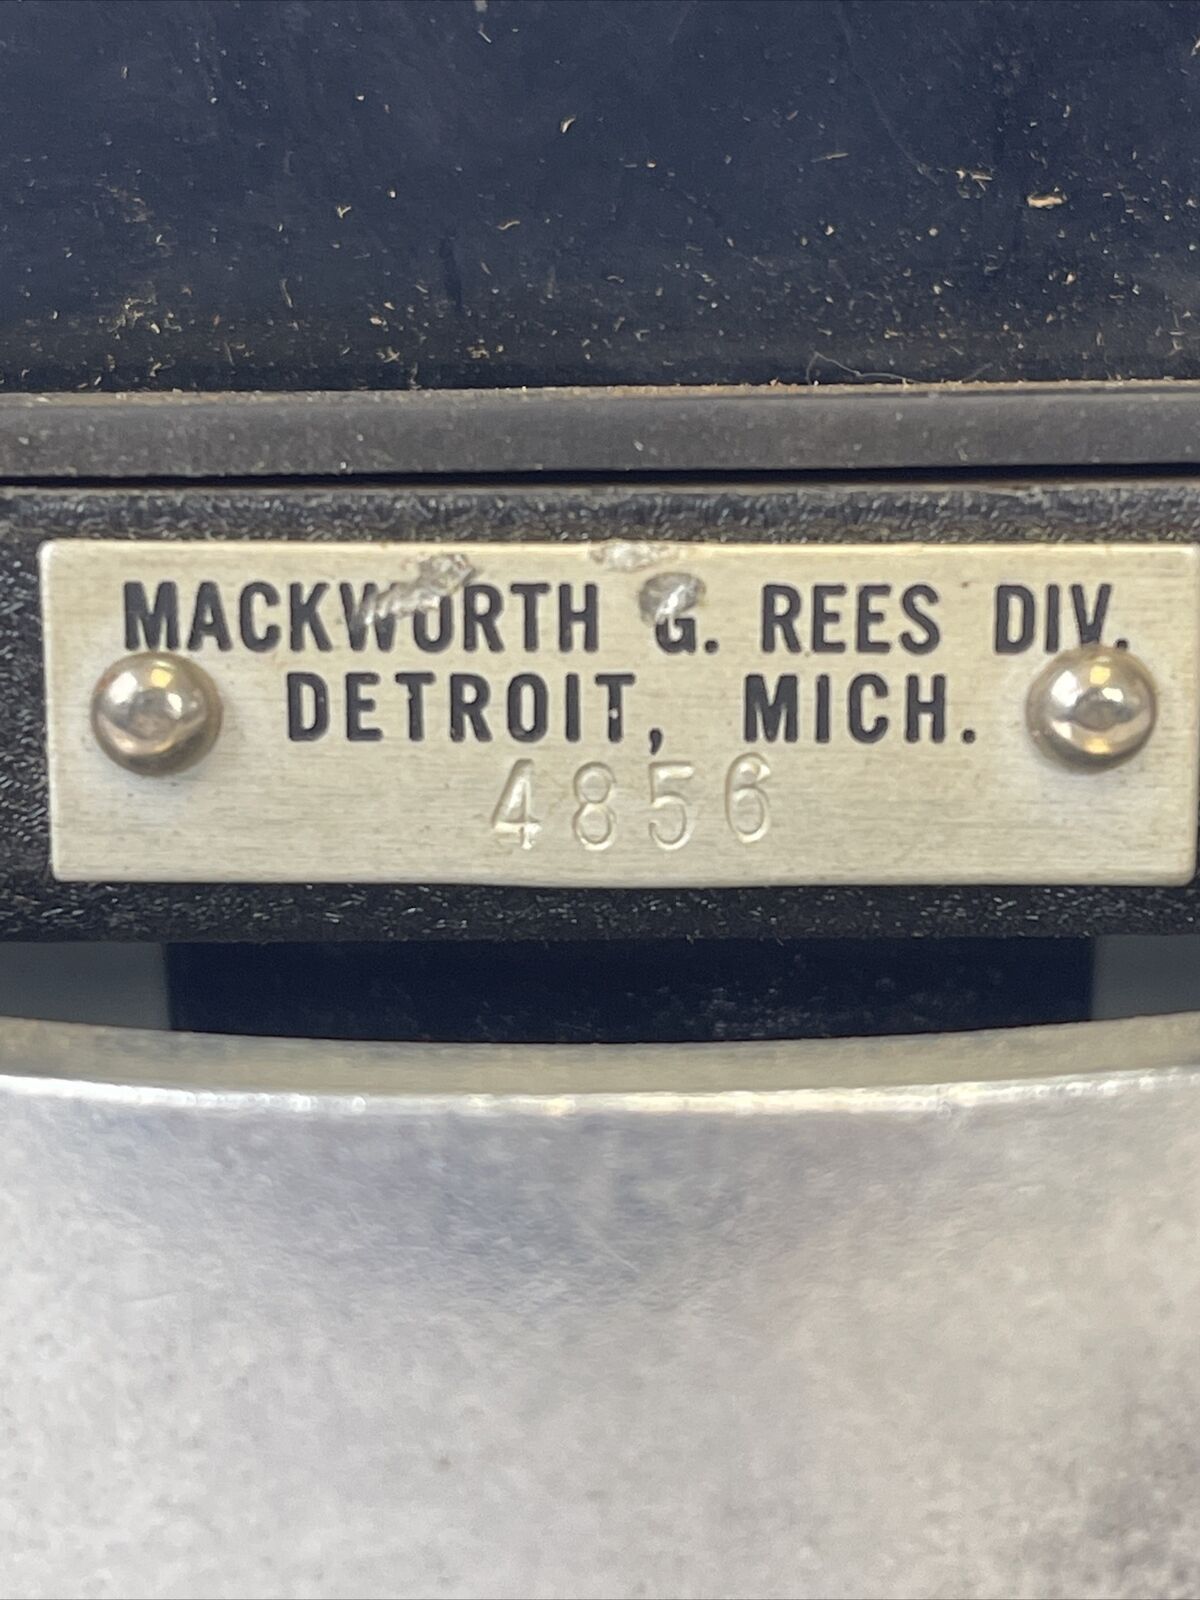 MACKWORTH G. REES DIV.
DETROIT, MICH.
4856